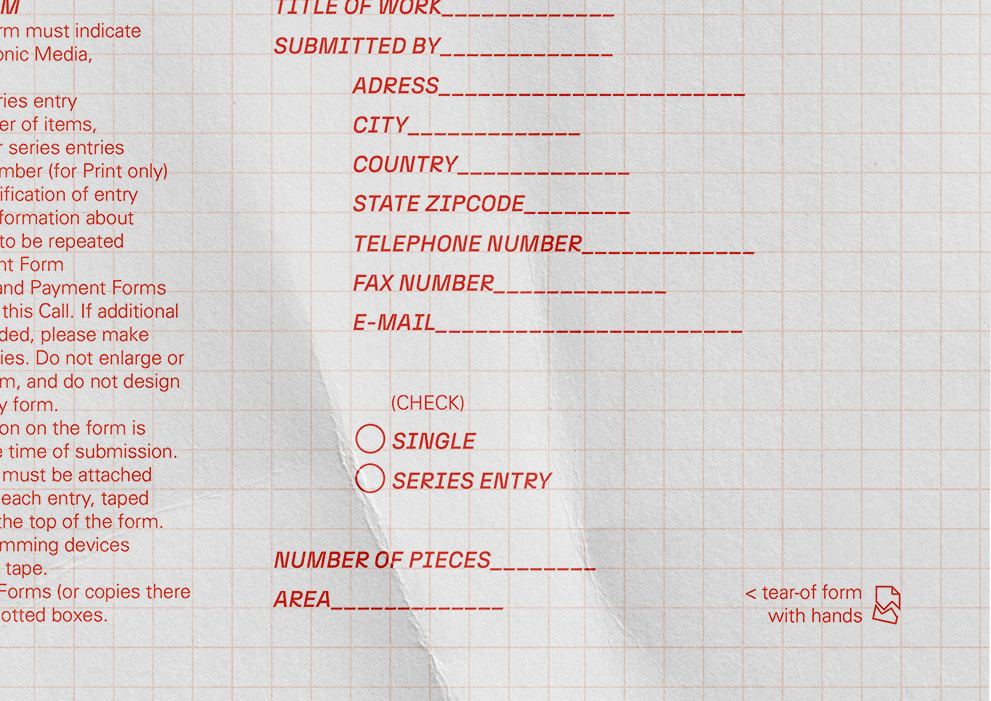 M
rm must indicate
onic Media,
ries entry
er of items,
r series entries
mber (for Print only)
ification of entry
formation about
to be repeated
nt Form
and Payment Forms
this Call. If additional
ded, please make
ies. Do not enlarge or
m, and do not design
y form.
on on the form is
e time of submission.
must be attached
each entry, taped
the top of the form.
mming devices
tape.
Forms (or copies there
otted boxes.
TITLE OF WORK_____________
SUBMITTED BY_____________
ADRESS_______________________
CITY_____________
COUNTRY_____________
STATE ZIPCODE________
TELEPHONE NUMBER_____________
FAX NUMBER_____________
E-MAIL_______________________
(CHECK)
SINGLE
SERIES ENTRY
NUMBER OF PIECES________
AREA_____________
< tear-of form
with hands